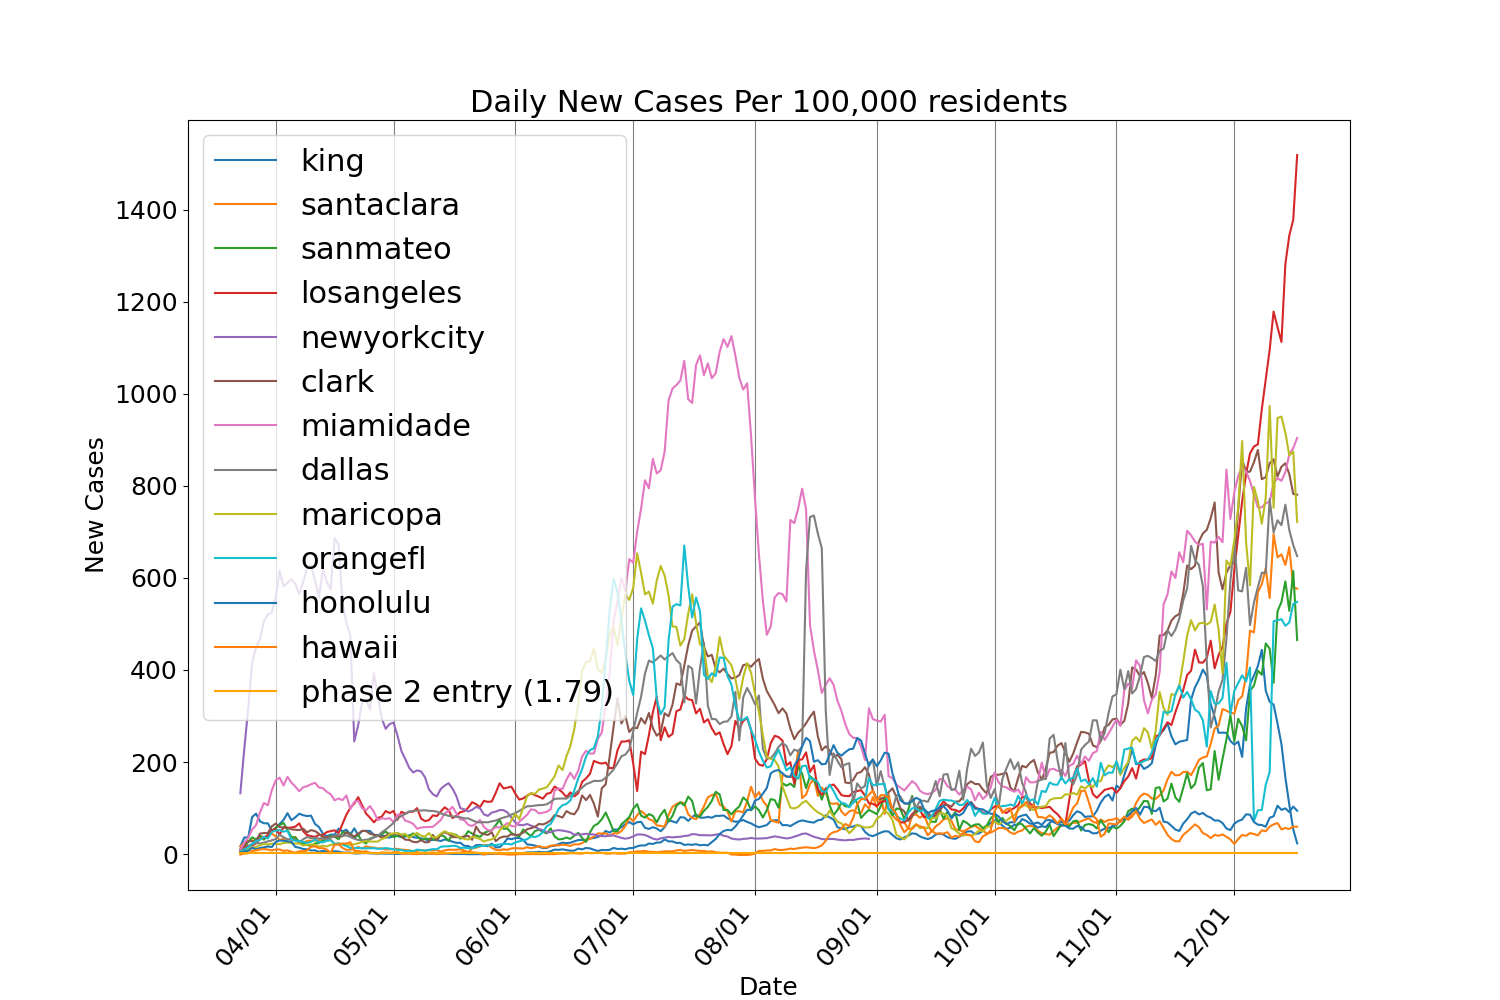 Daily New Cases Per 100,000 residents
New Cases
1400
1200
1000
800
600
400
200
0
king
santaclara
sanmateo
losangeles
newyorkcity
clark
miamidade
dallas
maricopa
orangefl
honolulu
hawaii
phase 2 entry (1.79)
04/01
05/01
06/01
07/01
08/01
09/01
10/01
11/01
12/01
Date